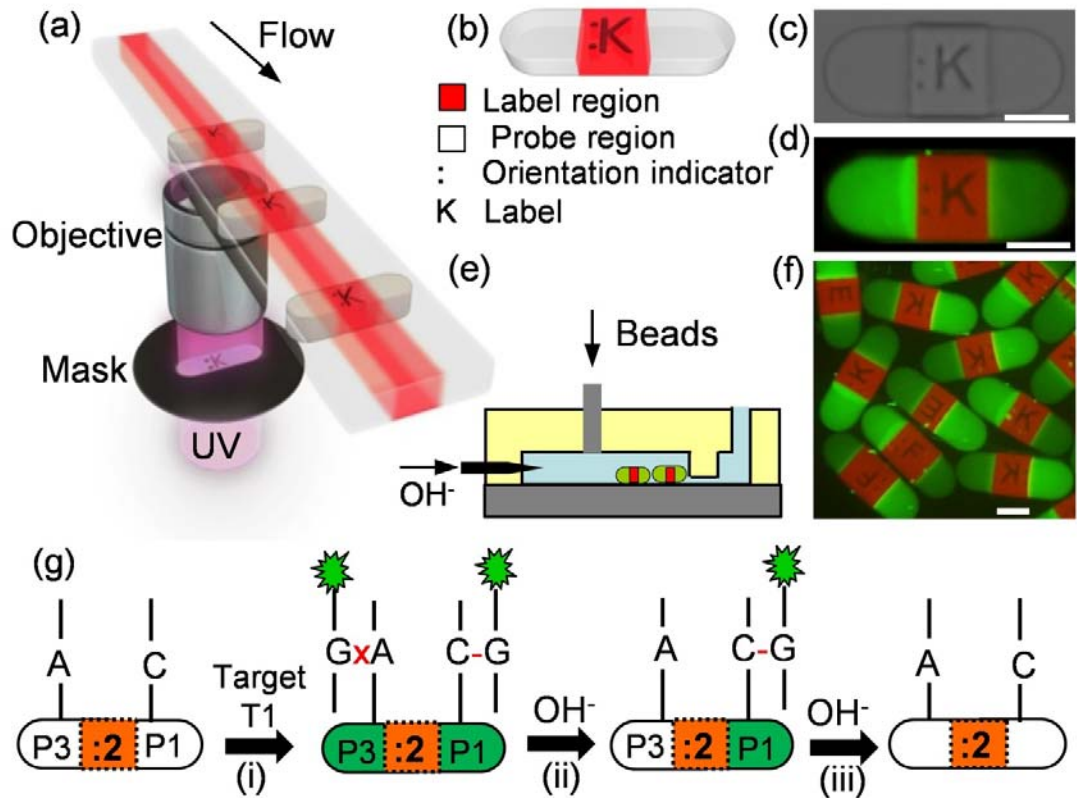 (a)
Flow
Objective
Mask
UV
:K
:K
(b)
:K
Label region
Probe region
: Orientation indicator
K Label
(c)
:K
(d)
:K
(e)
Beads
OH-
(f)
E
K
K
K
K
E
K
:F
F
K
(g)
A
C
P3 :2 P1
Target
T1
(i)
G x A
C - G
P3 :2 P1
OH-
(ii)
A
C - G
P3 :2 P1
OH-
(iii)
A
C
:2